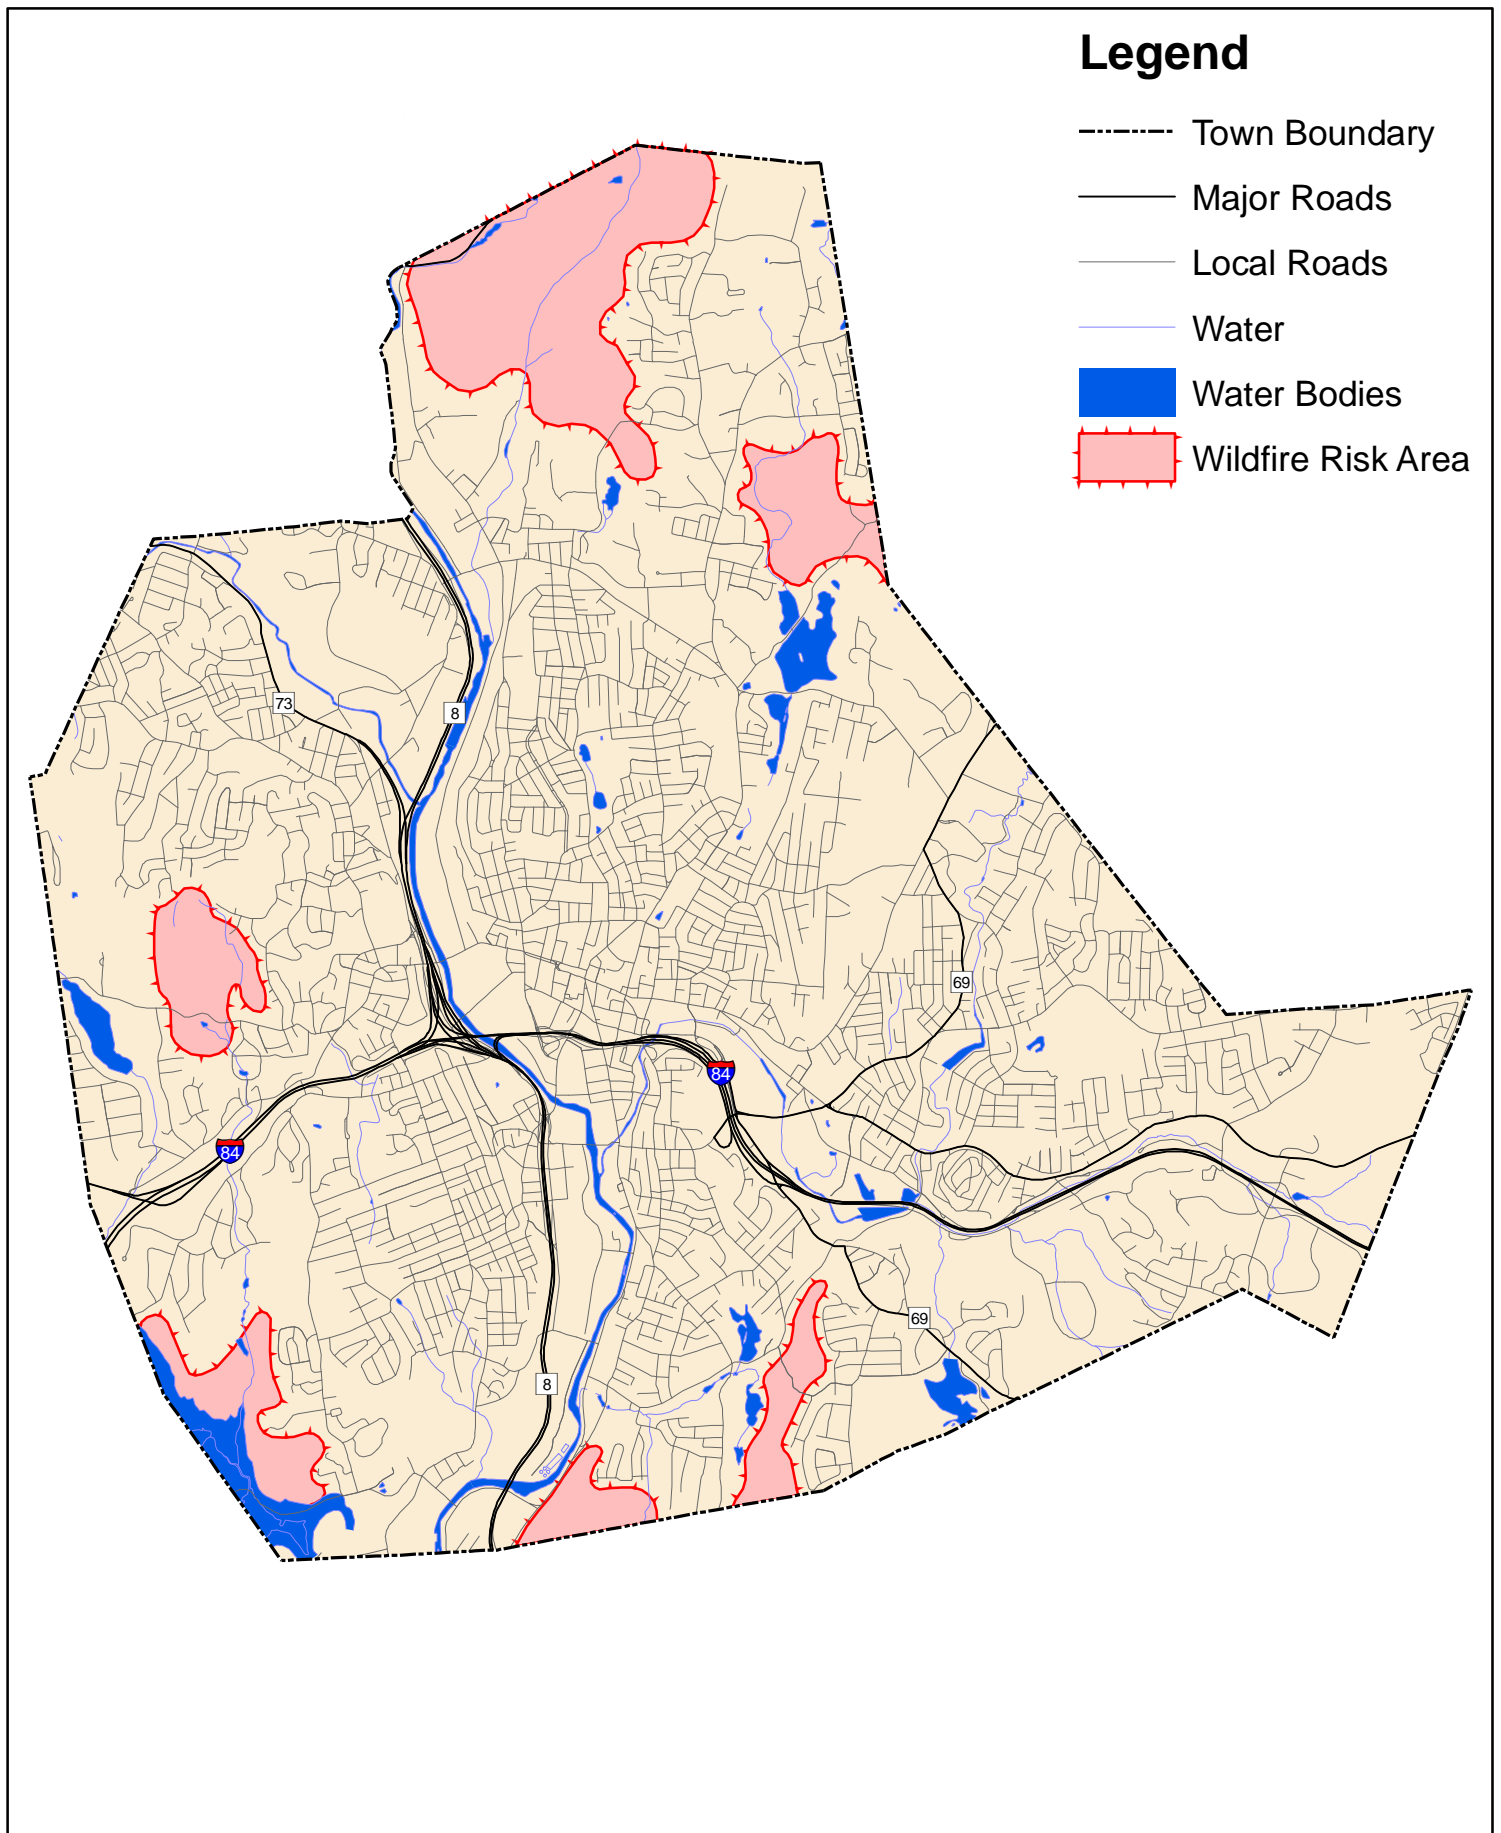 Legend
Town Boundary
Major Roads
Local Roads
Water
Water Bodies
Wildfire Risk Area
73
8
69
84
84
69
8